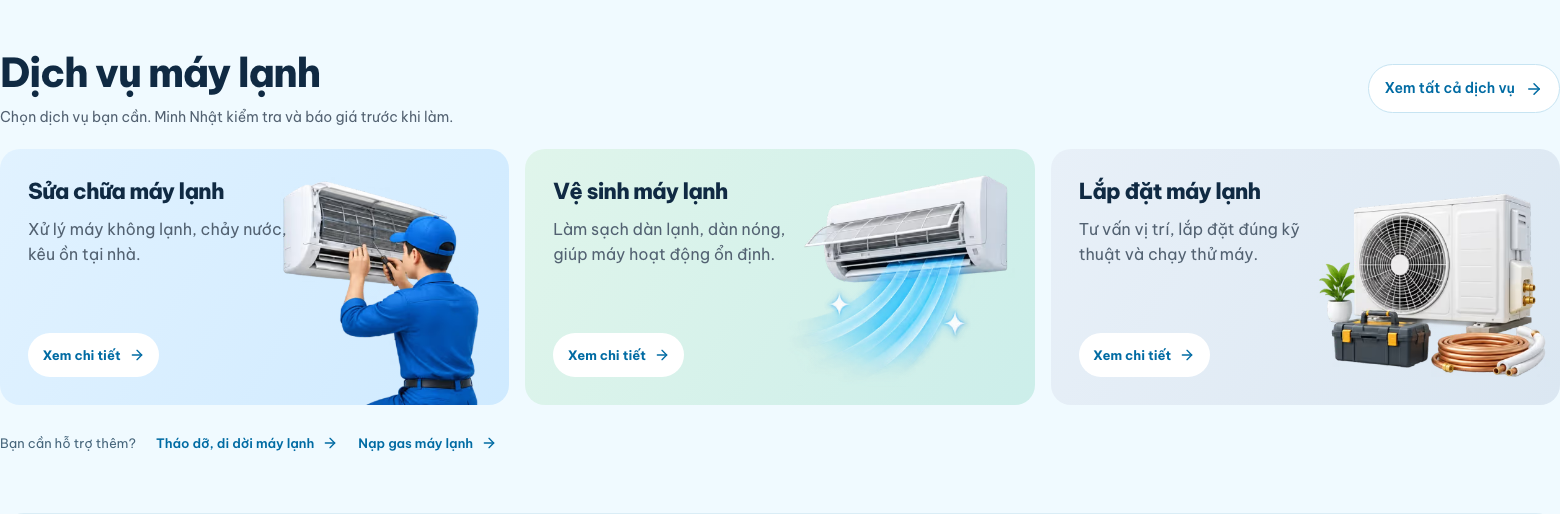 Dịch vụ máy lạnh
Chọn dịch vụ bạn cần. Minh Nhật kiểm tra và báo giá trước khi làm.
Xem tất cả dịch vụ
Sửa chữa máy lạnh
Xử lý máy không lạnh, chảy nước,
kêu ồn tại nhà.
Xem chi tiết
Vệ sinh máy lạnh
Làm sạch dàn lạnh, dàn nóng,
giúp máy hoạt động ổn định.
Xem chi tiết
Lắp đặt máy lạnh
Tư vấn vị trí, lắp đặt đúng kỹ
thuật và chạy thử máy.
Xem chi tiết
Bạn cần hỗ trợ thêm? Tháo dỡ, di dời máy lạnh Nạp gas máy lạnh